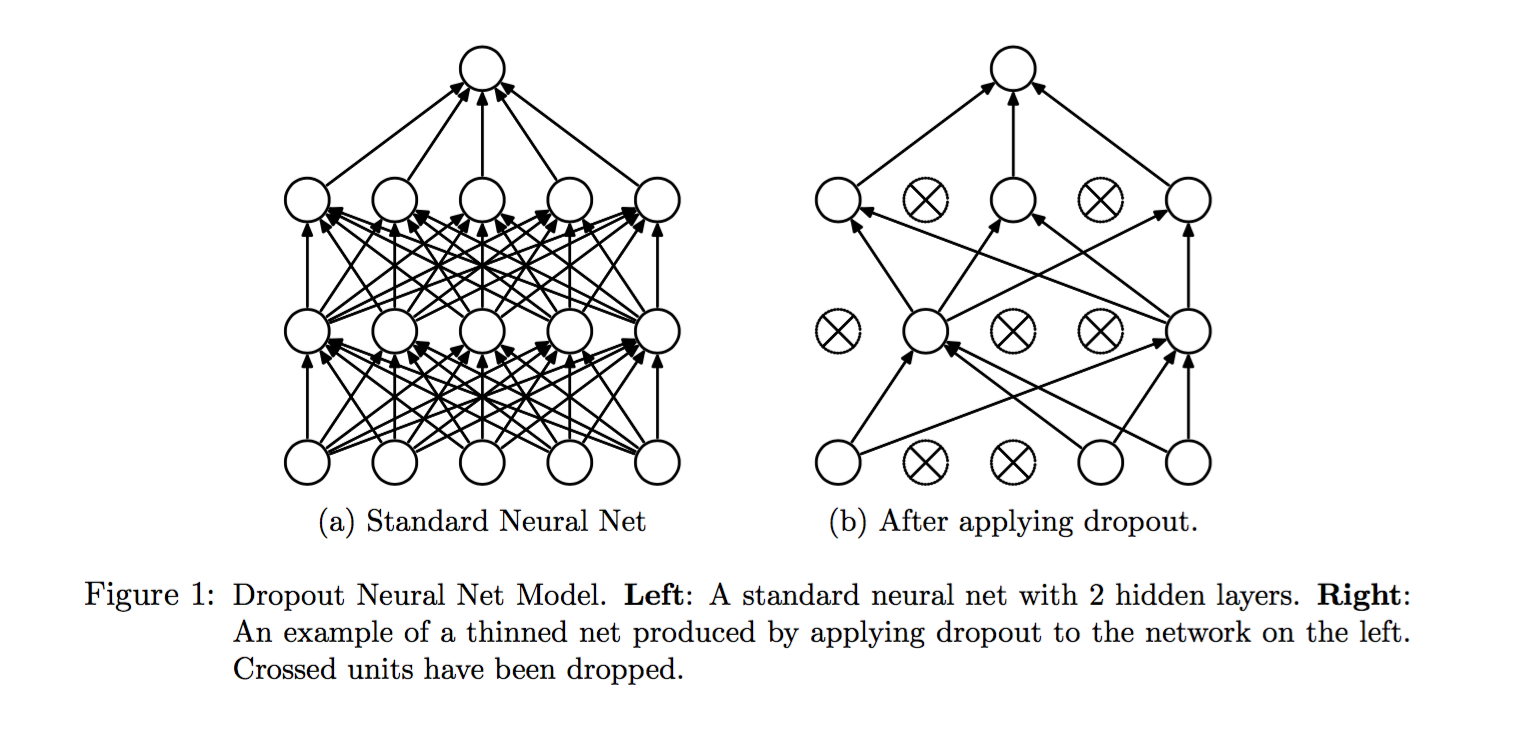 (a) Standard Neural Net
(b) After applying dropout.
Figure 1: Dropout Neural Net Model. Left: A standard neural net with 2 hidden layers. Right:
An example of a thinned net produced by applying dropout to the network on the left.
Crossed units have been dropped.